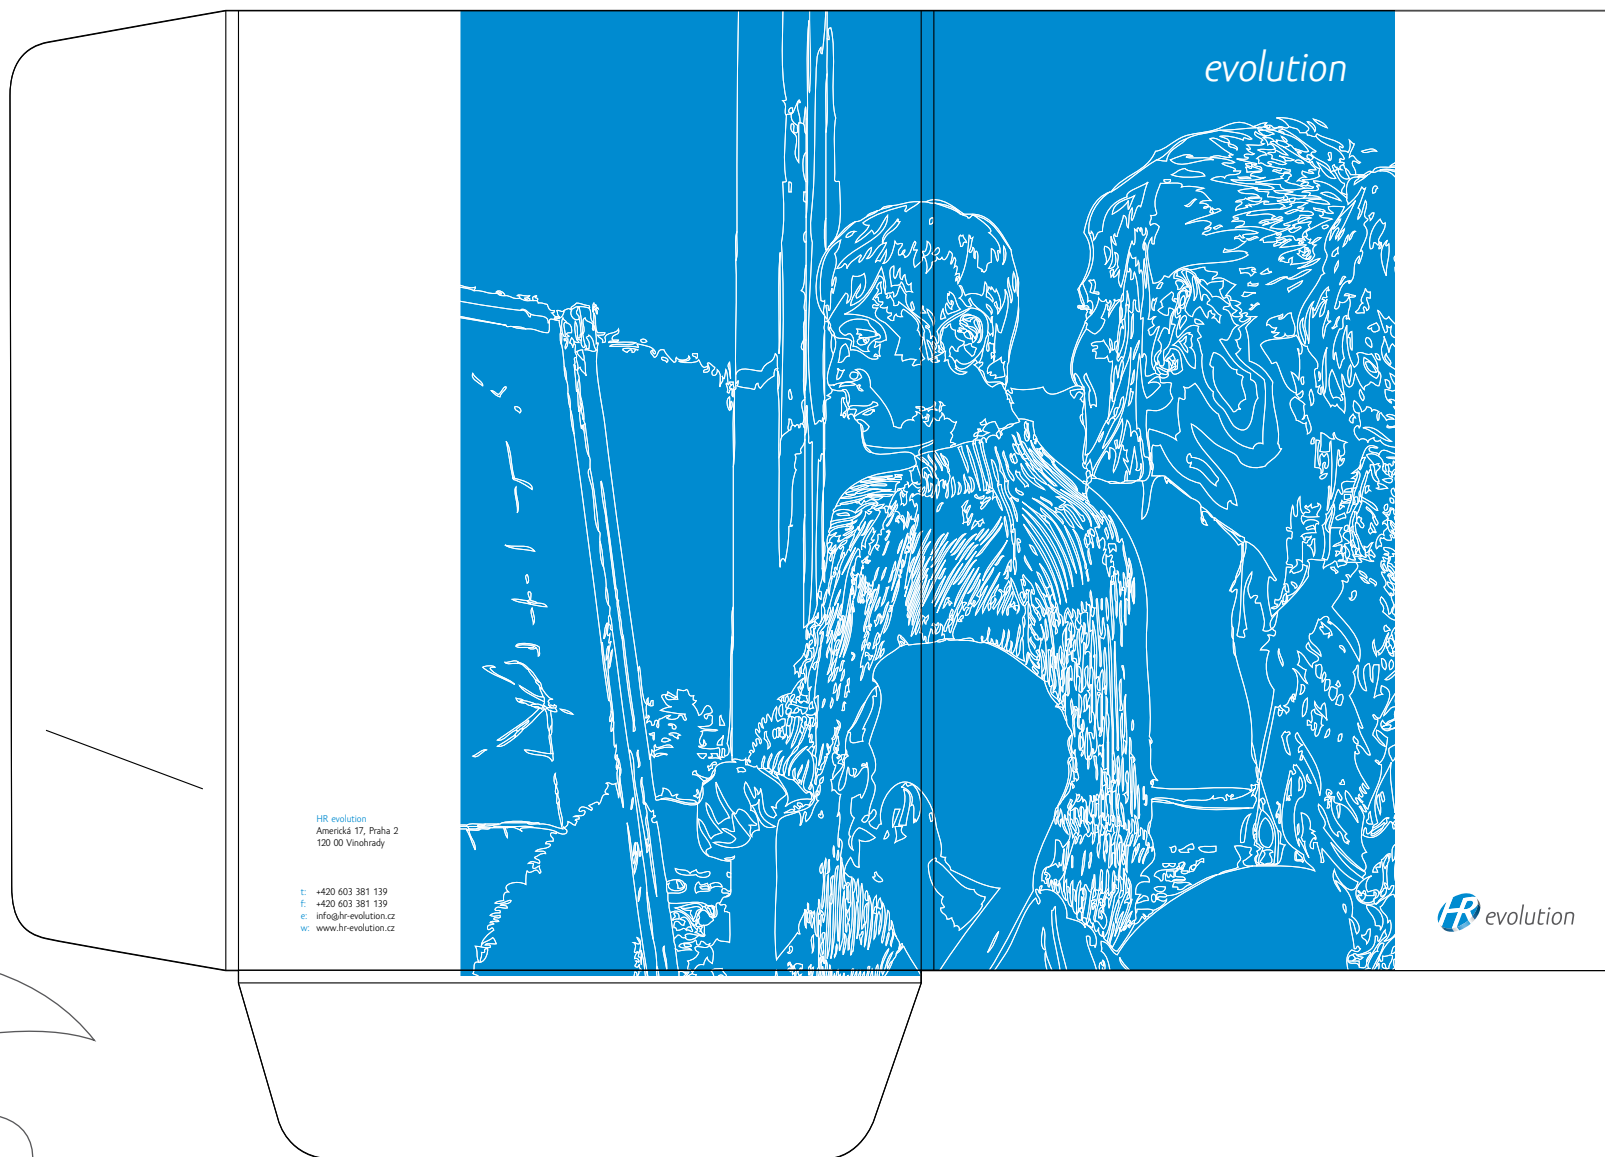 evolution
HR evolution
Americká 17, Praha 2
120 00 Vinohrady
t: +420 603 381 139
f: +420 603 381 139
e: info@hr-evolution.cz
w: www.hr-evolution.cz
HR evolution